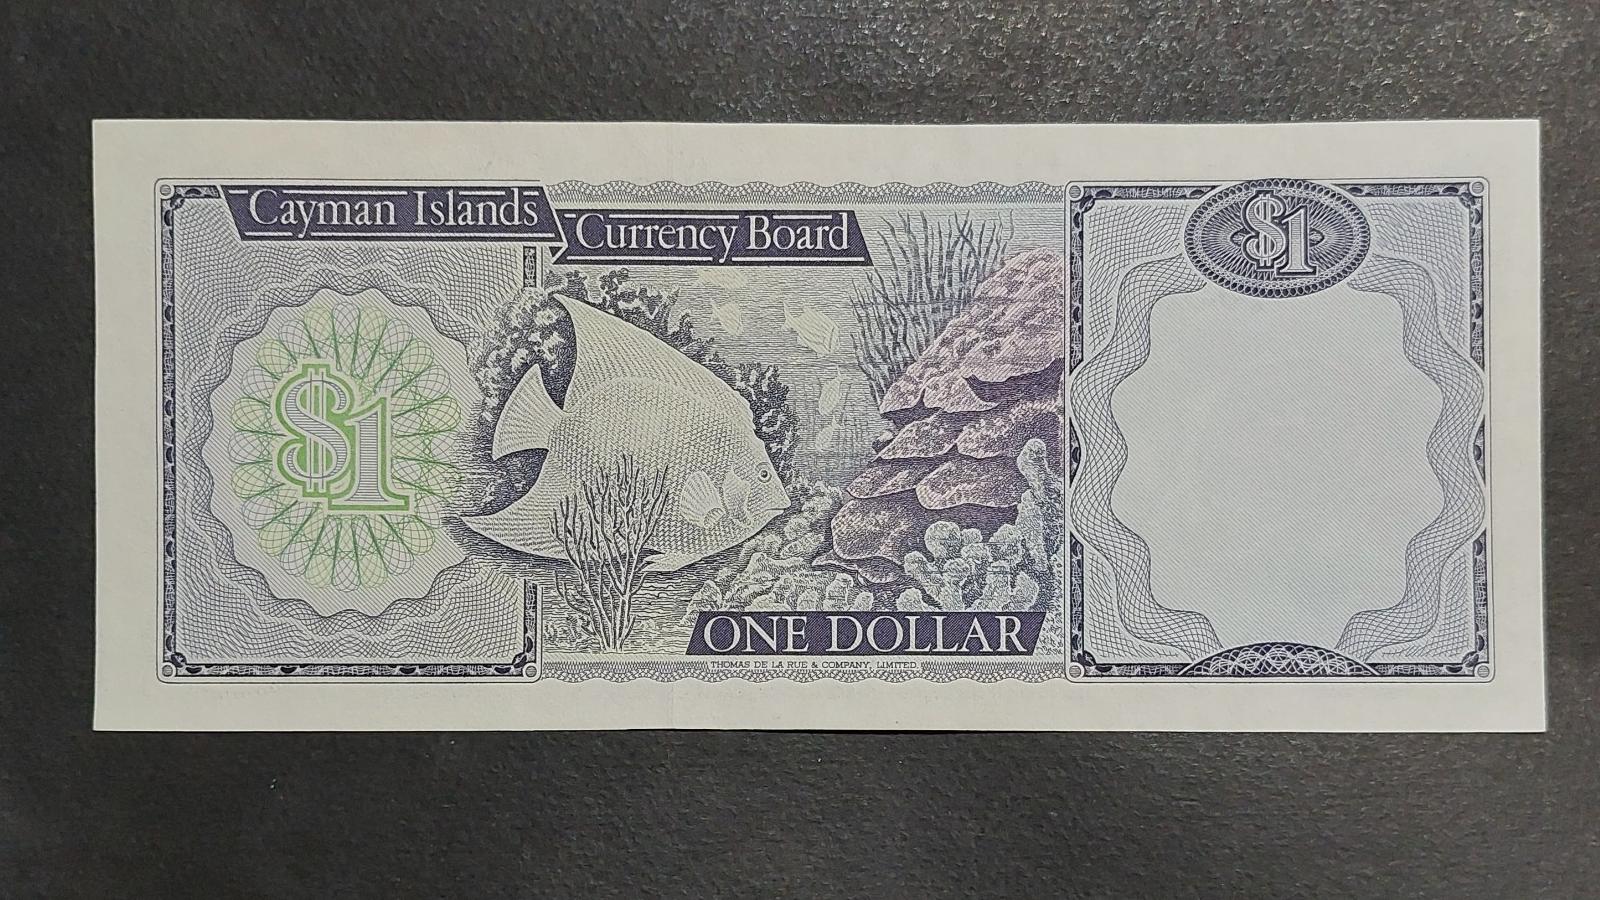 Cayman Islands
Currency Board
$1
$1
ONE DOLLAR
THOMAS DE LA RUE & COMPANY, LIMITED.